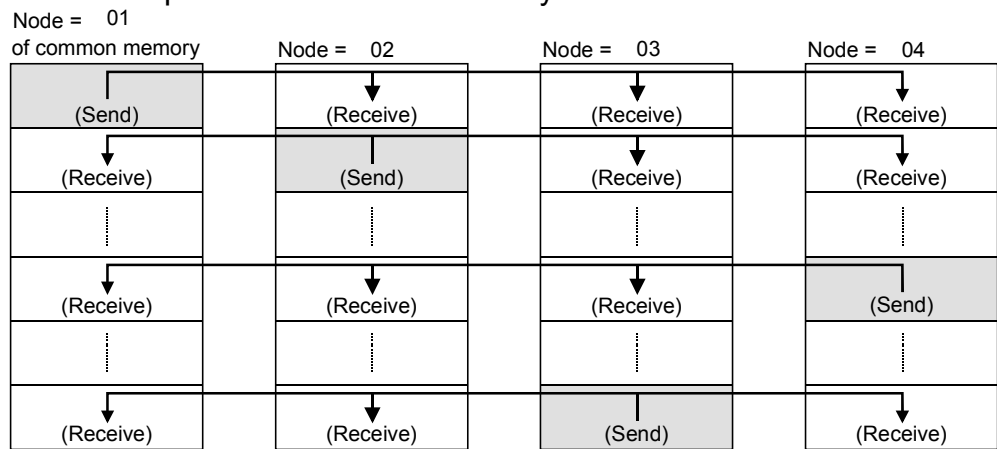 Node = 01
of common memory
Node = 02
Node = 03
Node = 04
(Send) (Receive) (Receive) (Receive)
(Receive) (Send) (Receive) (Receive)
(Receive) (Receive) (Receive) (Send)
(Receive) (Receive) (Send) (Receive)